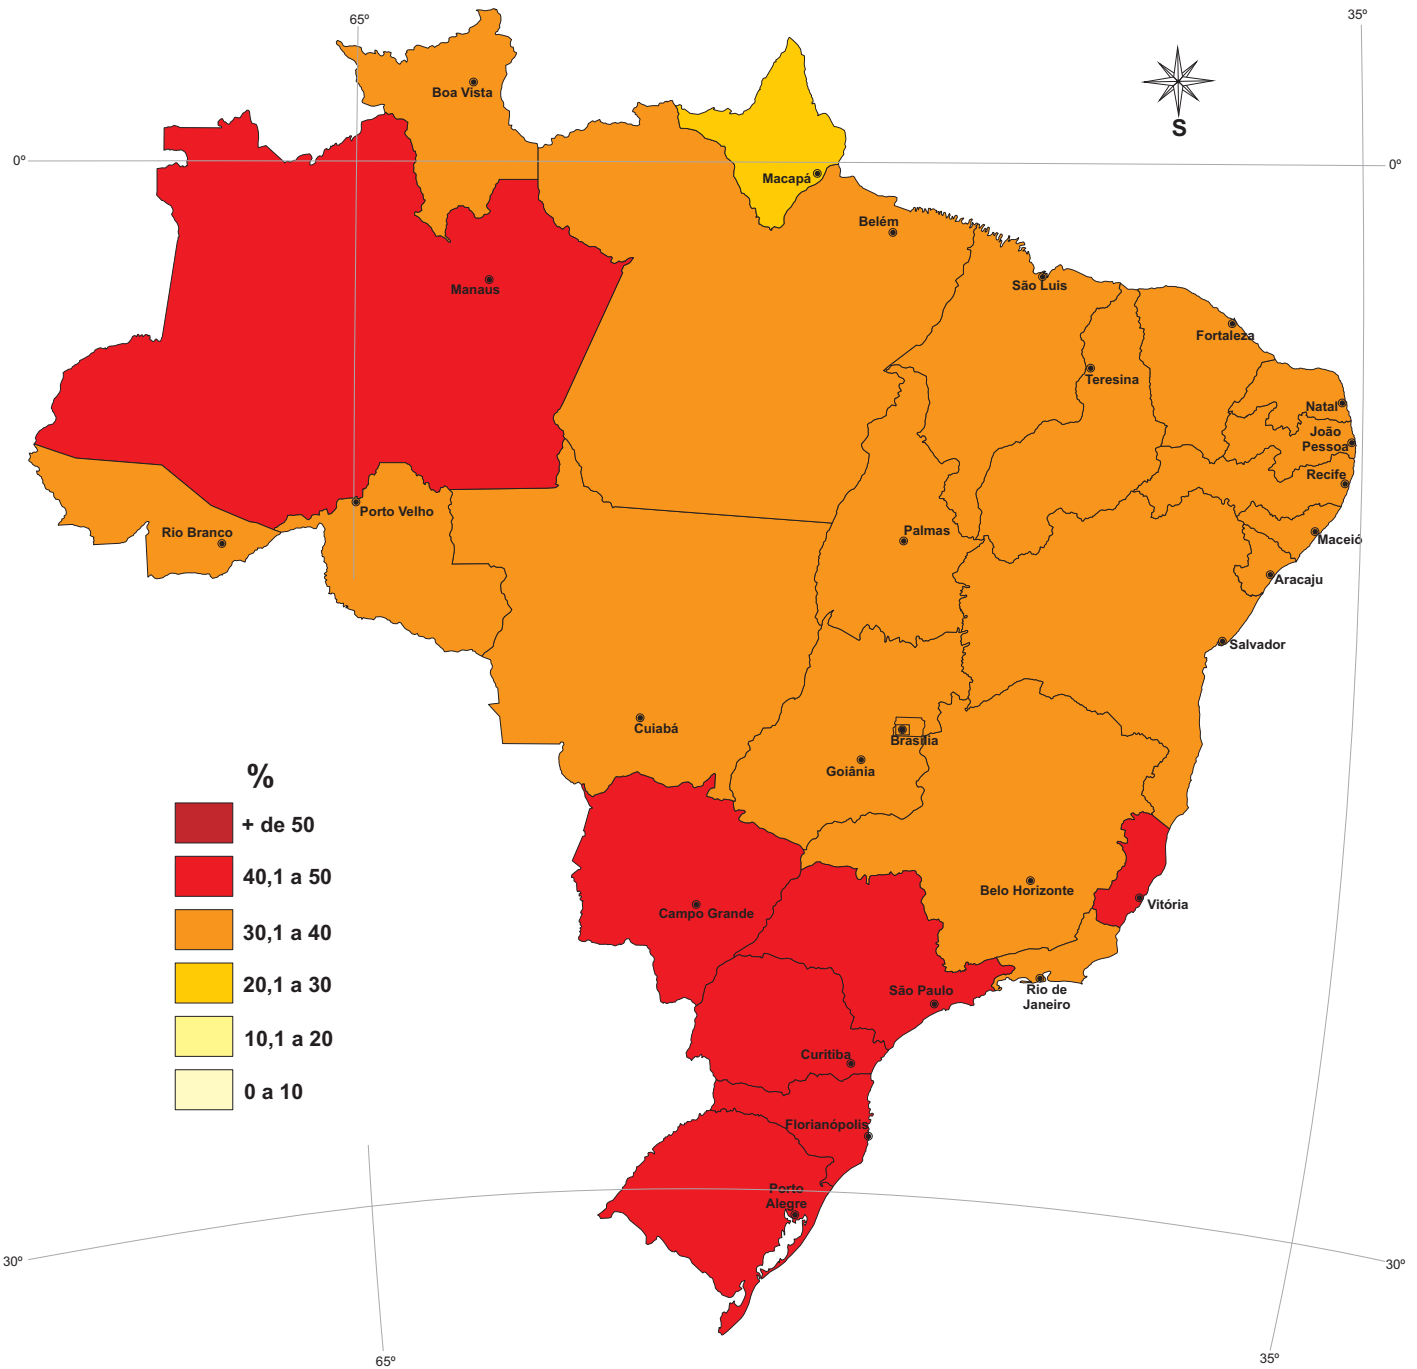 65º
35º
Boa Vista
S
0º
0º
Macapá
Belém
São Luis
Manaus
Fortaleza
Teresina
Natal
João
Pessoa
Recife
Porto Velho
Rio Branco
Palmas
Maceió
Aracaju
Salvador
Cuiabá
Brasília
Goiânia
%
+ de 50
40,1 a 50
30,1 a 40
20,1 a 30
10,1 a 20
0 a 10
Belo Horizonte
Vitória
Campo Grande
São Paulo
Rio de
Janeiro
Curitiba
Florianópolis
Porto
Alegre
30º
30º
65º
35º